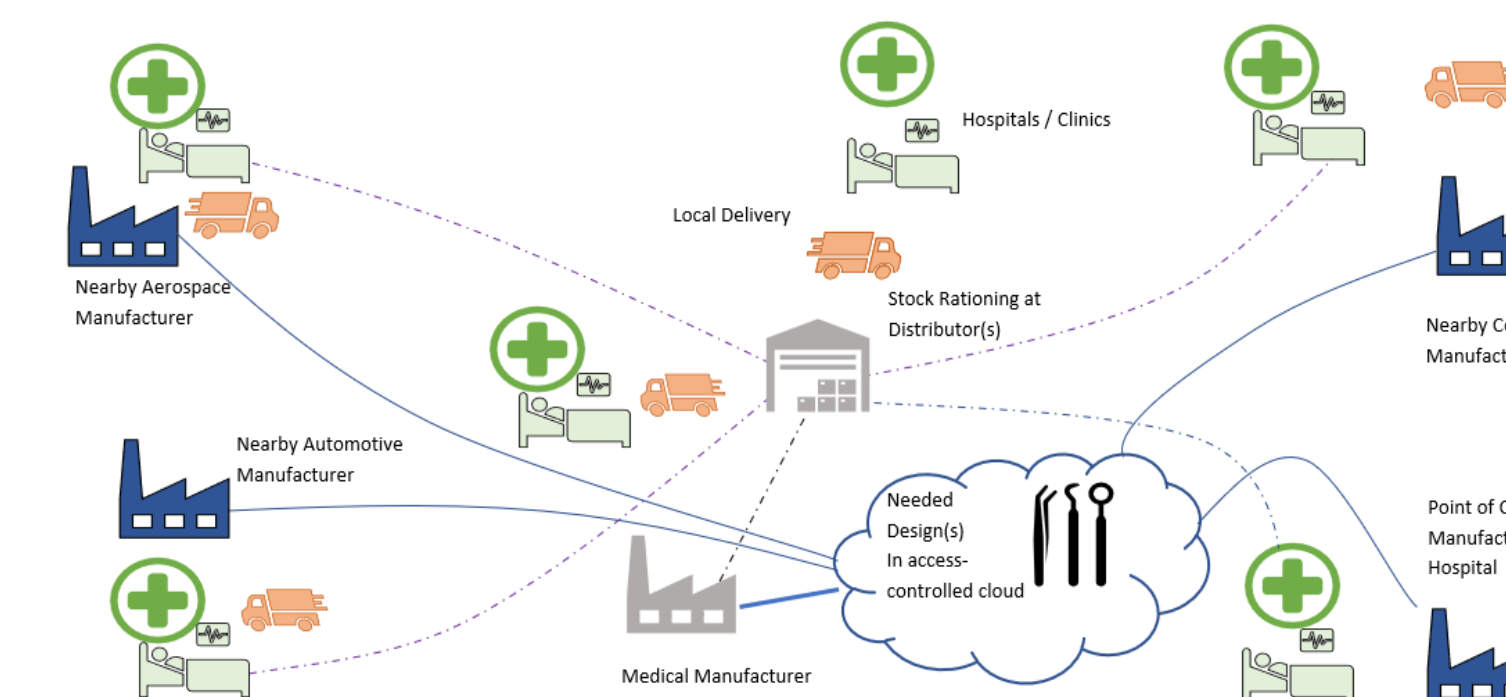 Hospitals / Clinics
Local Delivery
Nearby Aerospace
Manufacturer
Stock Rationing at
Distributor(s)
Nearby
Nearby Automotive
Manufacturer
Needed
Design(s)
In access-
controlled cloud
Point of
Hospital
Medical Manufacturer